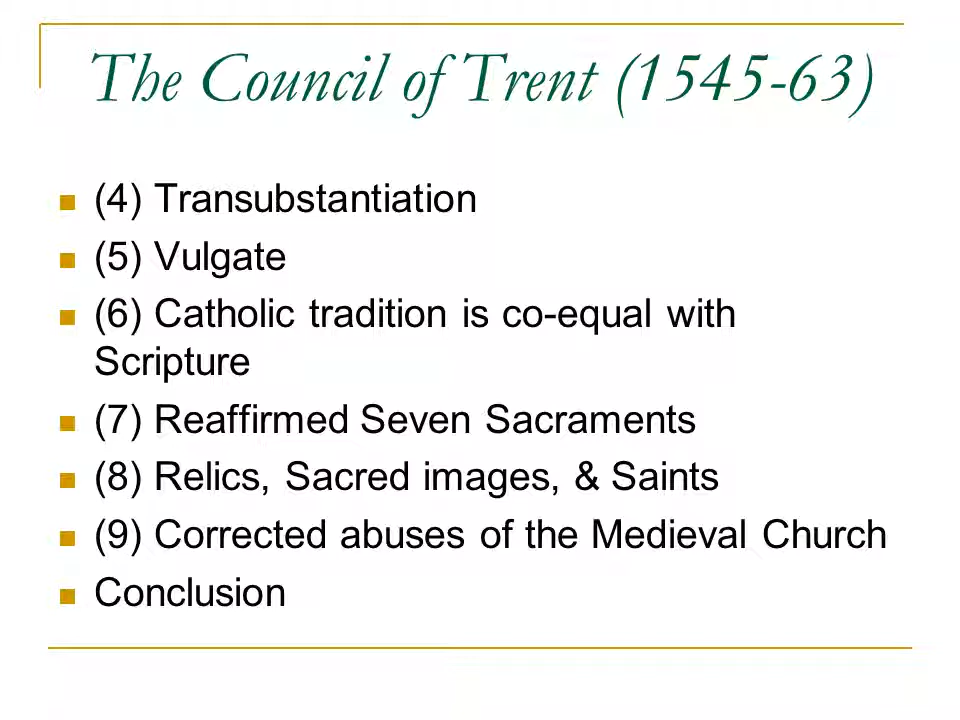 The Council of Trent (1545-63)
(4) Transubstantiation
(5) Vulgate
(6) Catholic tradition is co-equal with
Scripture
(7) Reaffirmed Seven Sacraments
(8) Relics, Sacred images, & Saints
(9) Corrected abuses of the Medieval Church
Conclusion